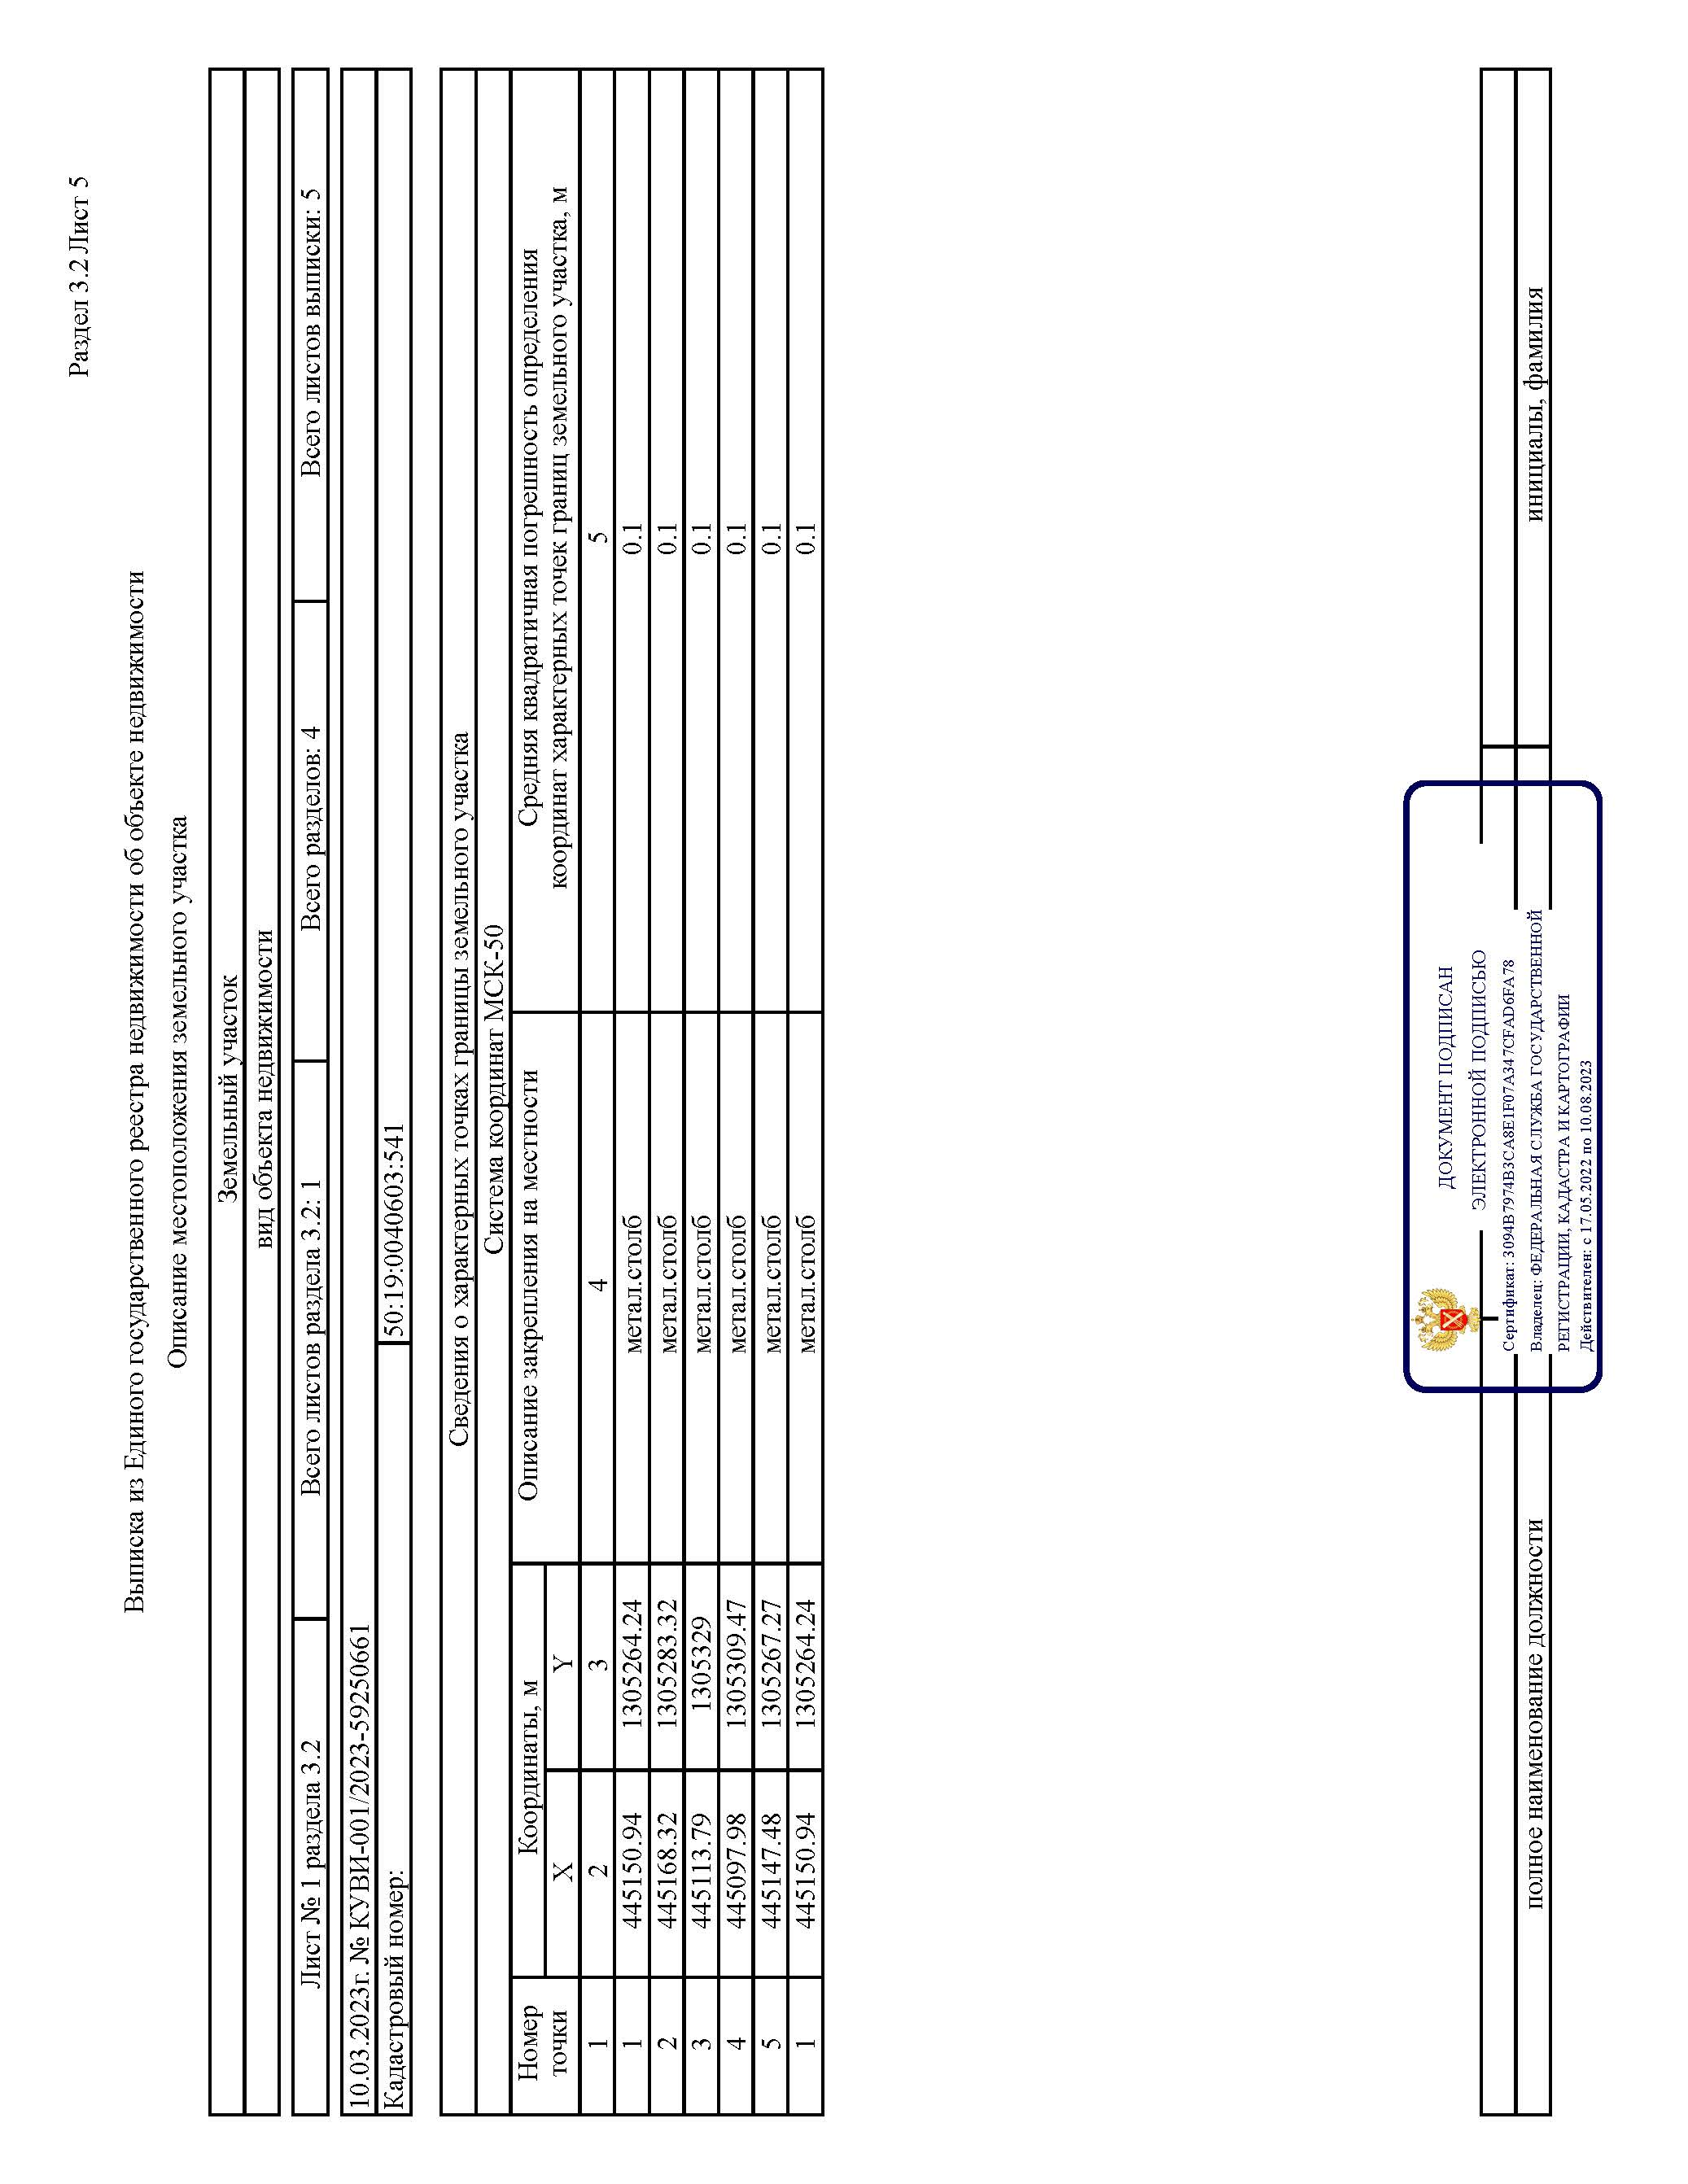 Раздел 3.2 Лист 5
Выписка из Единого государственного реестра недвижимости об объекте недвижимости
Описание местоположения земельного участка
Земельный участок
вид объекта недвижимости
Лист № 1 раздела 3.2 Всего листов раздела 3.2: 1 Всего разделов: 4 Всего листов выписки: 5
10.03.2023г. № КУВИ-001/2023-59250661
Кадастровый номер: 50:19:0040603:541
Сведения о характерных точках границы земельного участка
Система координат МСК-50
Номер точки Координаты, м Описание закрепления на местности Средняя квадратичная погрешность определения
координат характерных точек границ земельного участка, м
X Y
1 2 3 4 5
1 445150.94 1305264.24 метал.столб 0.1
2 445168.32 1305283.32 метал.столб 0.1
3 445113.79 1305329 метал.столб 0.1
4 445097.98 1305309.47 метал.столб 0.1
5 445147.48 1305267.27 метал.столб 0.1
1 445150.94 1305264.24 метал.столб 0.1
ДОКУМЕНТ ПОДПИСАН
ЭЛЕКТРОННОЙ ПОДПИСЬЮ
Сертификат: 3094B7974B3CA8E1F07A347CFAD6FA78
Владелец: ФЕДЕРАЛЬНАЯ СЛУЖБА ГОСУДАРСТВЕННОЙ
РЕГИСТРАЦИИ, КАДАСТРА И КАРТОГРАФИИ
Действителен: с 17.05.2022 по 10.08.2023
полное наименование должности инициалы, фамилия